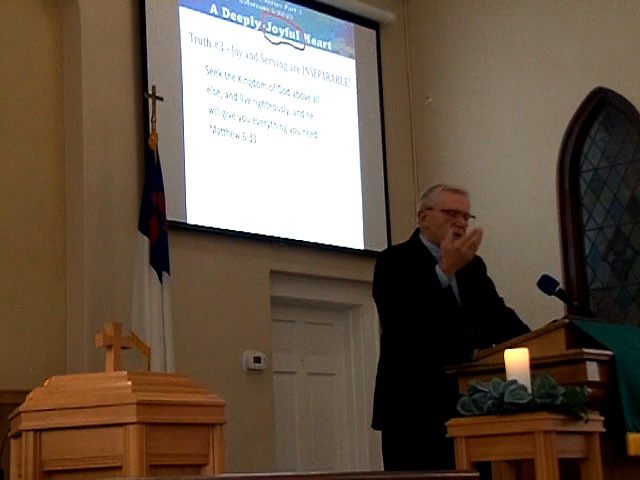 A Deeply Joyful Heart
Truth #3 - Joy and Serving are INSEPARABLE!
Seek the Kingdom of God above all
else, and live righteously, and he
will give you everything you need.
Matthew 6:33